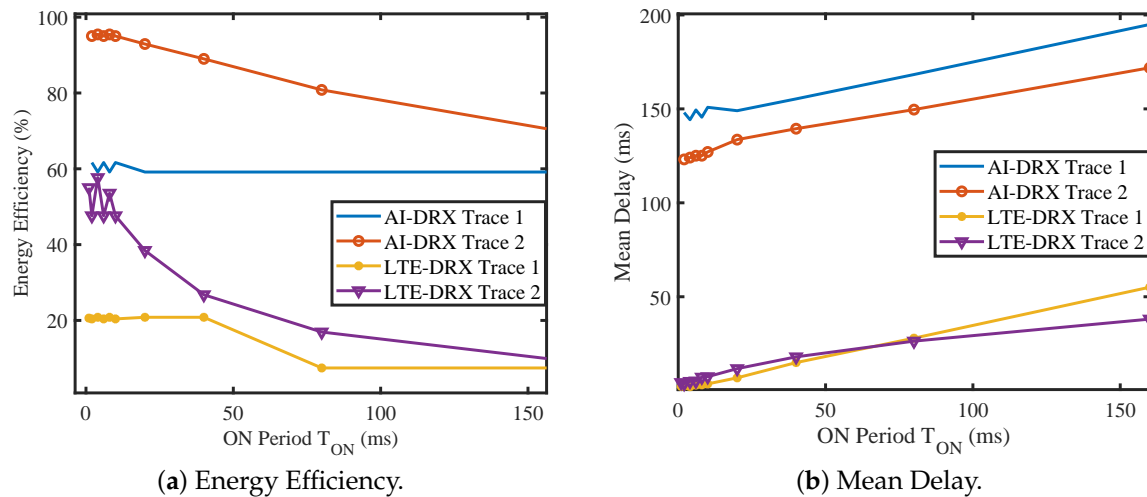 100%
80
60
40
20
Energy Efficiency (%)
0
50
100
150
ON Period T_ON (ms)
AI-DRX Trace 1
AI-DRX Trace 2
LTE-DRX Trace 1
LTE-DRX Trace 2
(a) Energy Efficiency.
200
150
100
50
Mean Delay (ms)
0
50
100
150
ON Period T_ON (ms)
AI-DRX Trace 1
AI-DRX Trace 2
LTE-DRX Trace 1
LTE-DRX Trace 2
(b) Mean Delay.